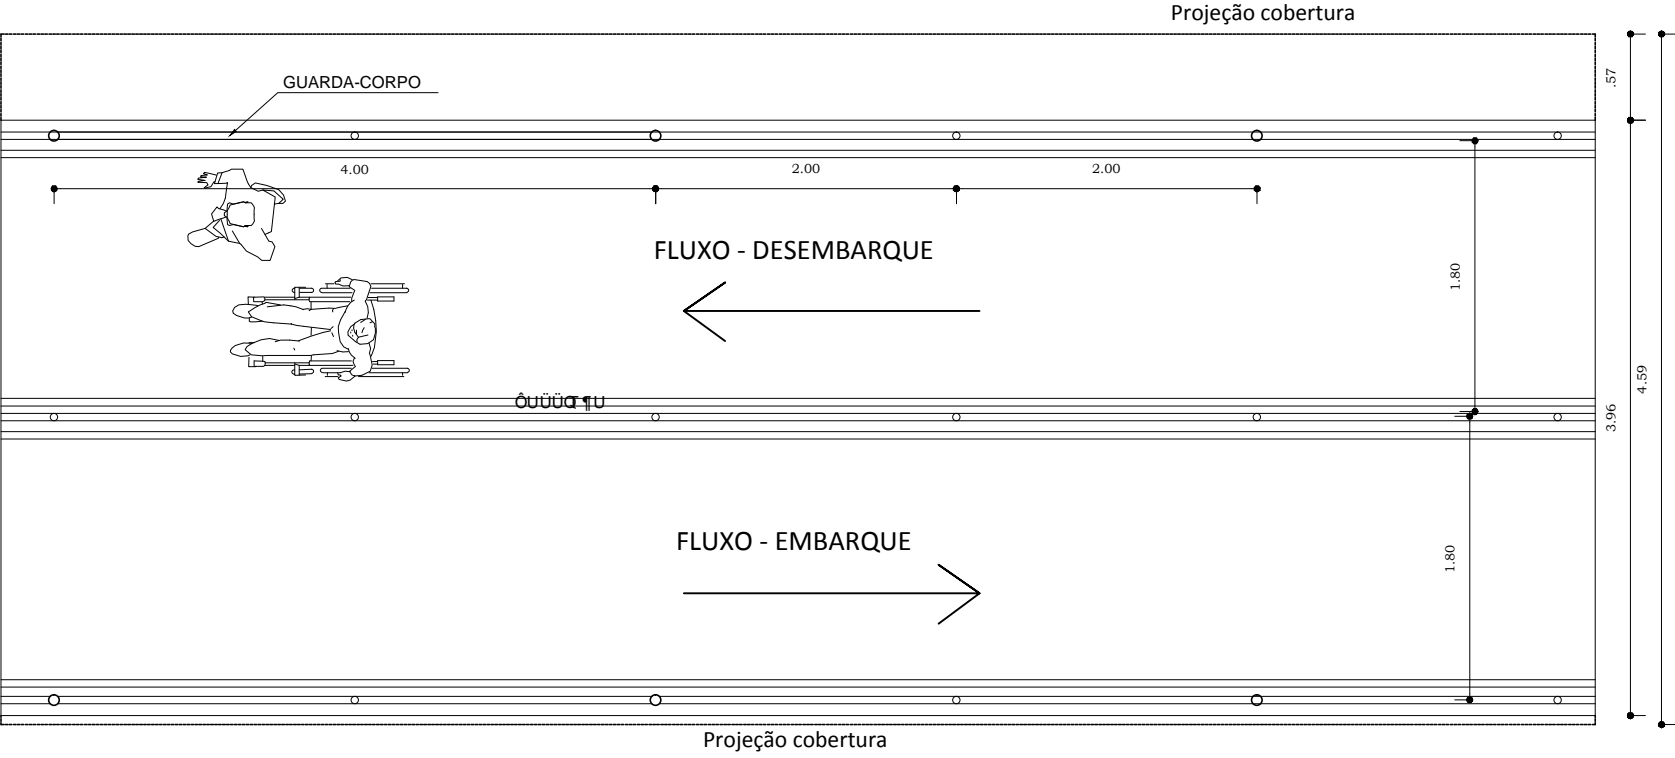 Projeção cobertura
.57
GUARDA-CORPO
4.00
2.00
2.00
FLUXO - DESEMBARQUE
1.80
4.59
3.96
FLUXO - EMBARQUE
1.80
Projeção cobertura